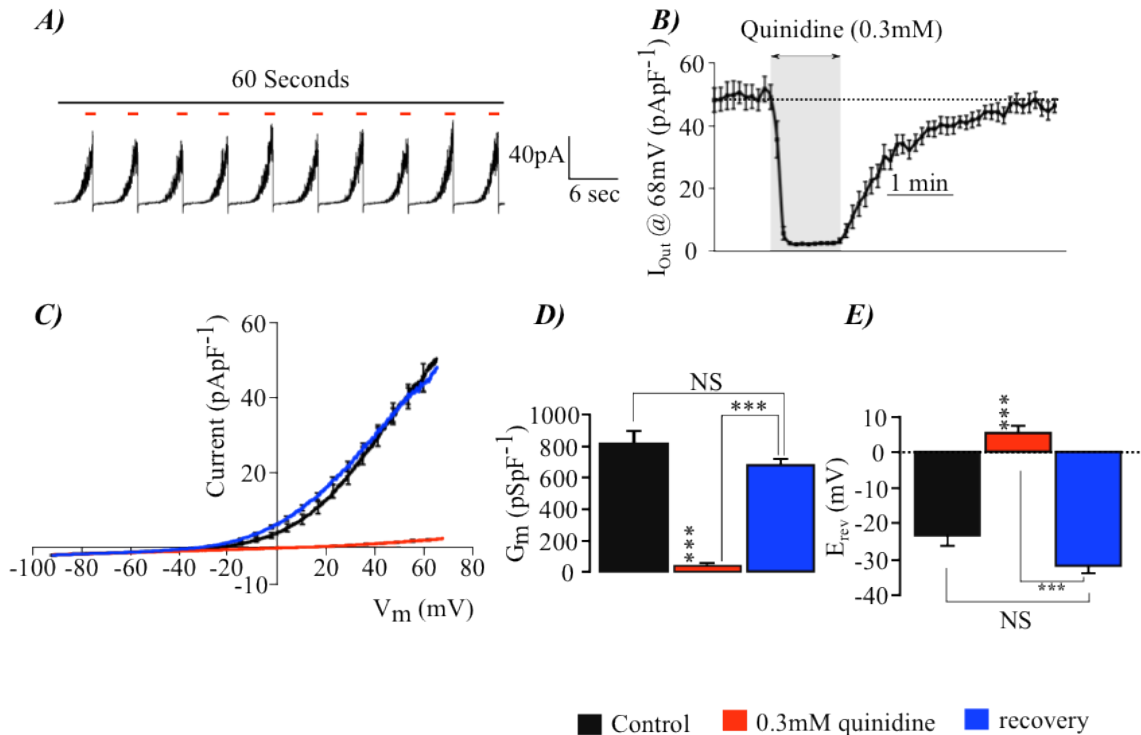 A)
60 Seconds
40pA
6 sec
B)
Quinidine (0.3mM)
60
40
20
0
I_Out @ 68mV (pApF^-1)
1 min
C)
Current (pApF^-1)
60
40
20
-10
-100 -80 -60 -40 -20 20 60 100
V_m (mV)
D)
NS
***
***
1000
800
600
400
200
0
G_m (pSpF^-1)
E)
***
10
0
-10
-20
-30
-40
E_rev (mV)
***
NS
Control 0.3mM quinidine recovery